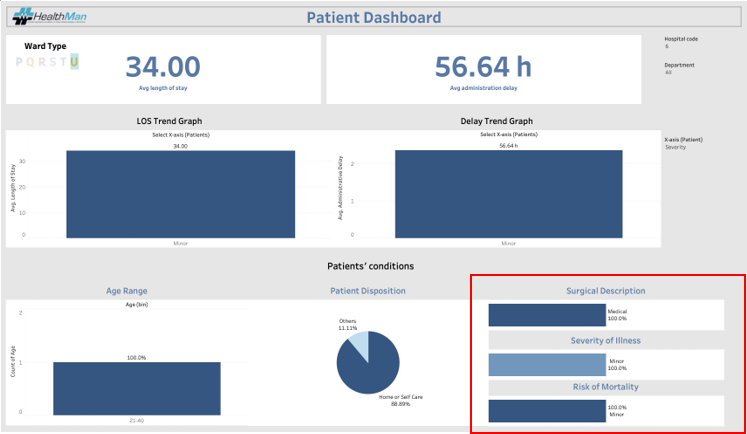 HealthMan
Patient Dashboard
Ward Type
P Q R S T U
34.00
Avg length of stay
56.64 h
Avg administration delay
Hospital code
6
Department
All
LOS Trend Graph
Select X-axis (Patients)
34.00
Avg. Length of Stay
30
20
10
0
Minor
Delay Trend Graph
Select X-axis (Patients)
56.64 h
Avg. Administrative Delay
2
1
0
Minor
X-axis (Patient)
Severity
Patients' conditions
Age Range
Age (bin)
100.0%
Count of Age
2
1
0
21-40
Patient Disposition
Others
11.11%
Home or Self Care
88.89%
Surgical Description
Medical
100.0%
Severity of Illness
Minor
100.0%
Risk of Mortality
100.0%
Minor